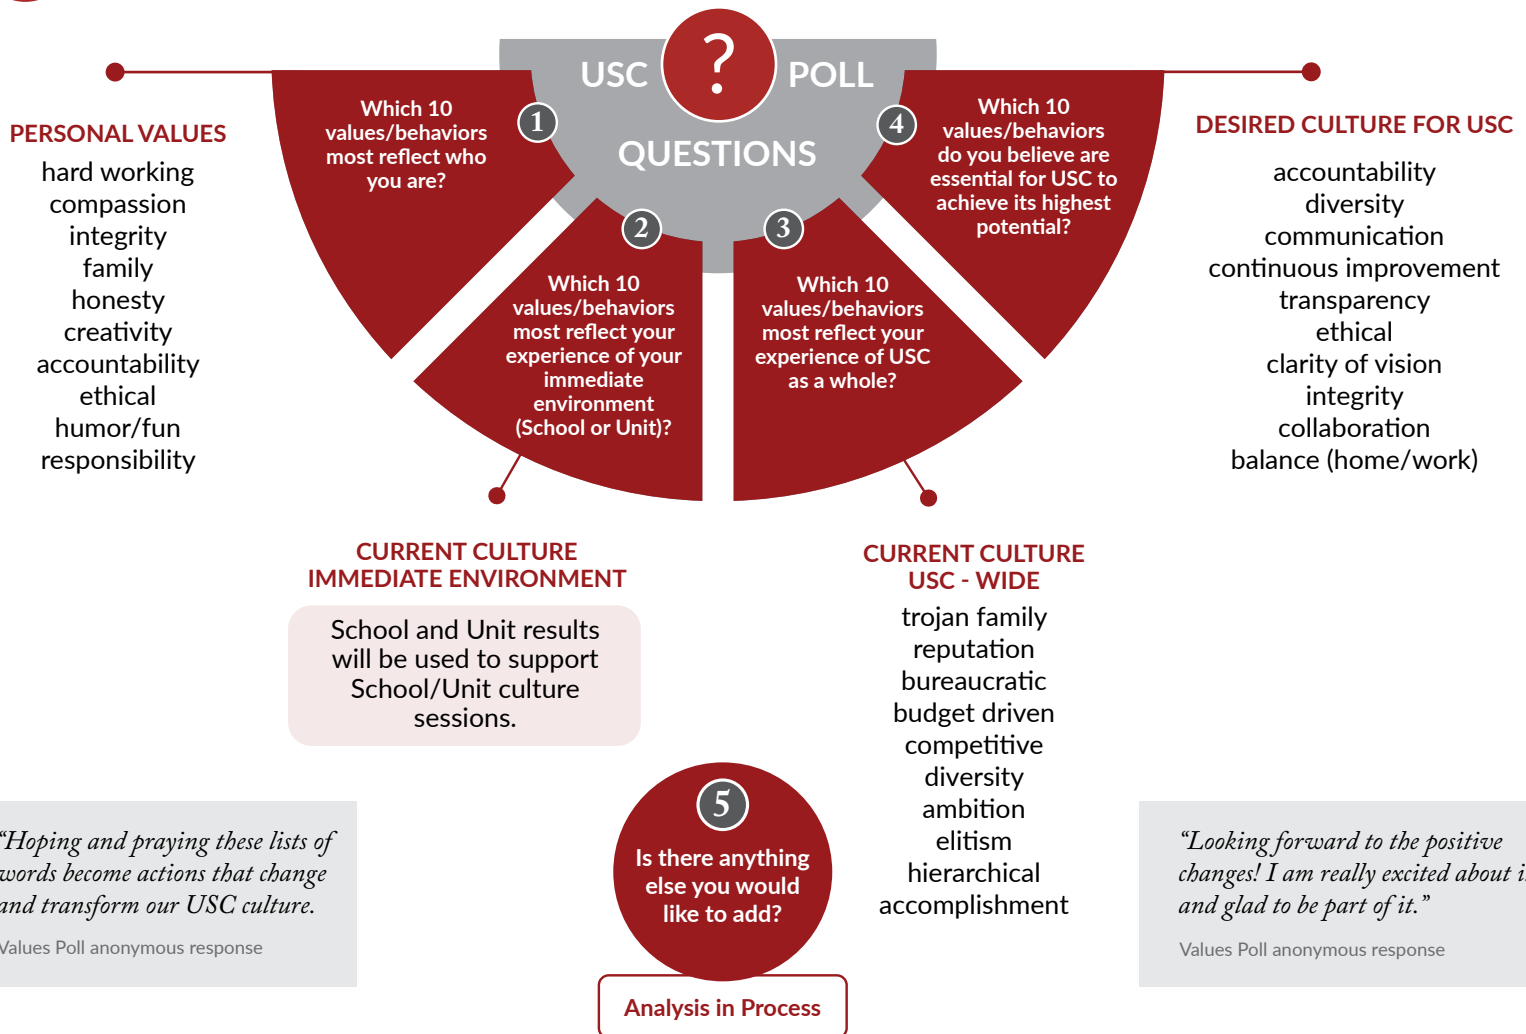 USC ? POLL
QUESTIONS
1
Which 10
values/behaviors
most reflect who
you are?
2
Which 10
values/behaviors
most reflect your
experience of your
immediate
environment
(School or Unit)?
3
Which 10
values/behaviors
most reflect your
experience of USC
as a whole?
4
Which 10
values/behaviors
do you believe are
essential for USC to
achieve its highest
potential?
PERSONAL VALUES
hard working
compassion
integrity
family
honesty
creativity
accountability
ethical
humor/fun
responsibility
CURRENT CULTURE
IMMEDIATE ENVIRONMENT
School and Unit results
will be used to support
School/Unit culture
sessions.
CURRENT CULTURE
USC - WIDE
trojan family
reputation
bureaucratic
budget driven
competitive
diversity
ambition
elitism
hierarchical
accomplishment
DESIRED CULTURE FOR USC
accountability
diversity
communication
continuous improvement
transparency
ethical
clarity of vision
integrity
collaboration
balance (home/work)
5
Is there anything
else you would
like to add?
Analysis in Process
“Hoping and praying these lists of
words become actions that change
and transform our USC culture.
Values Poll anonymous response
“Looking forward to the positive
changes! I am really excited about
and glad to be part of it.”
Values Poll anonymous response